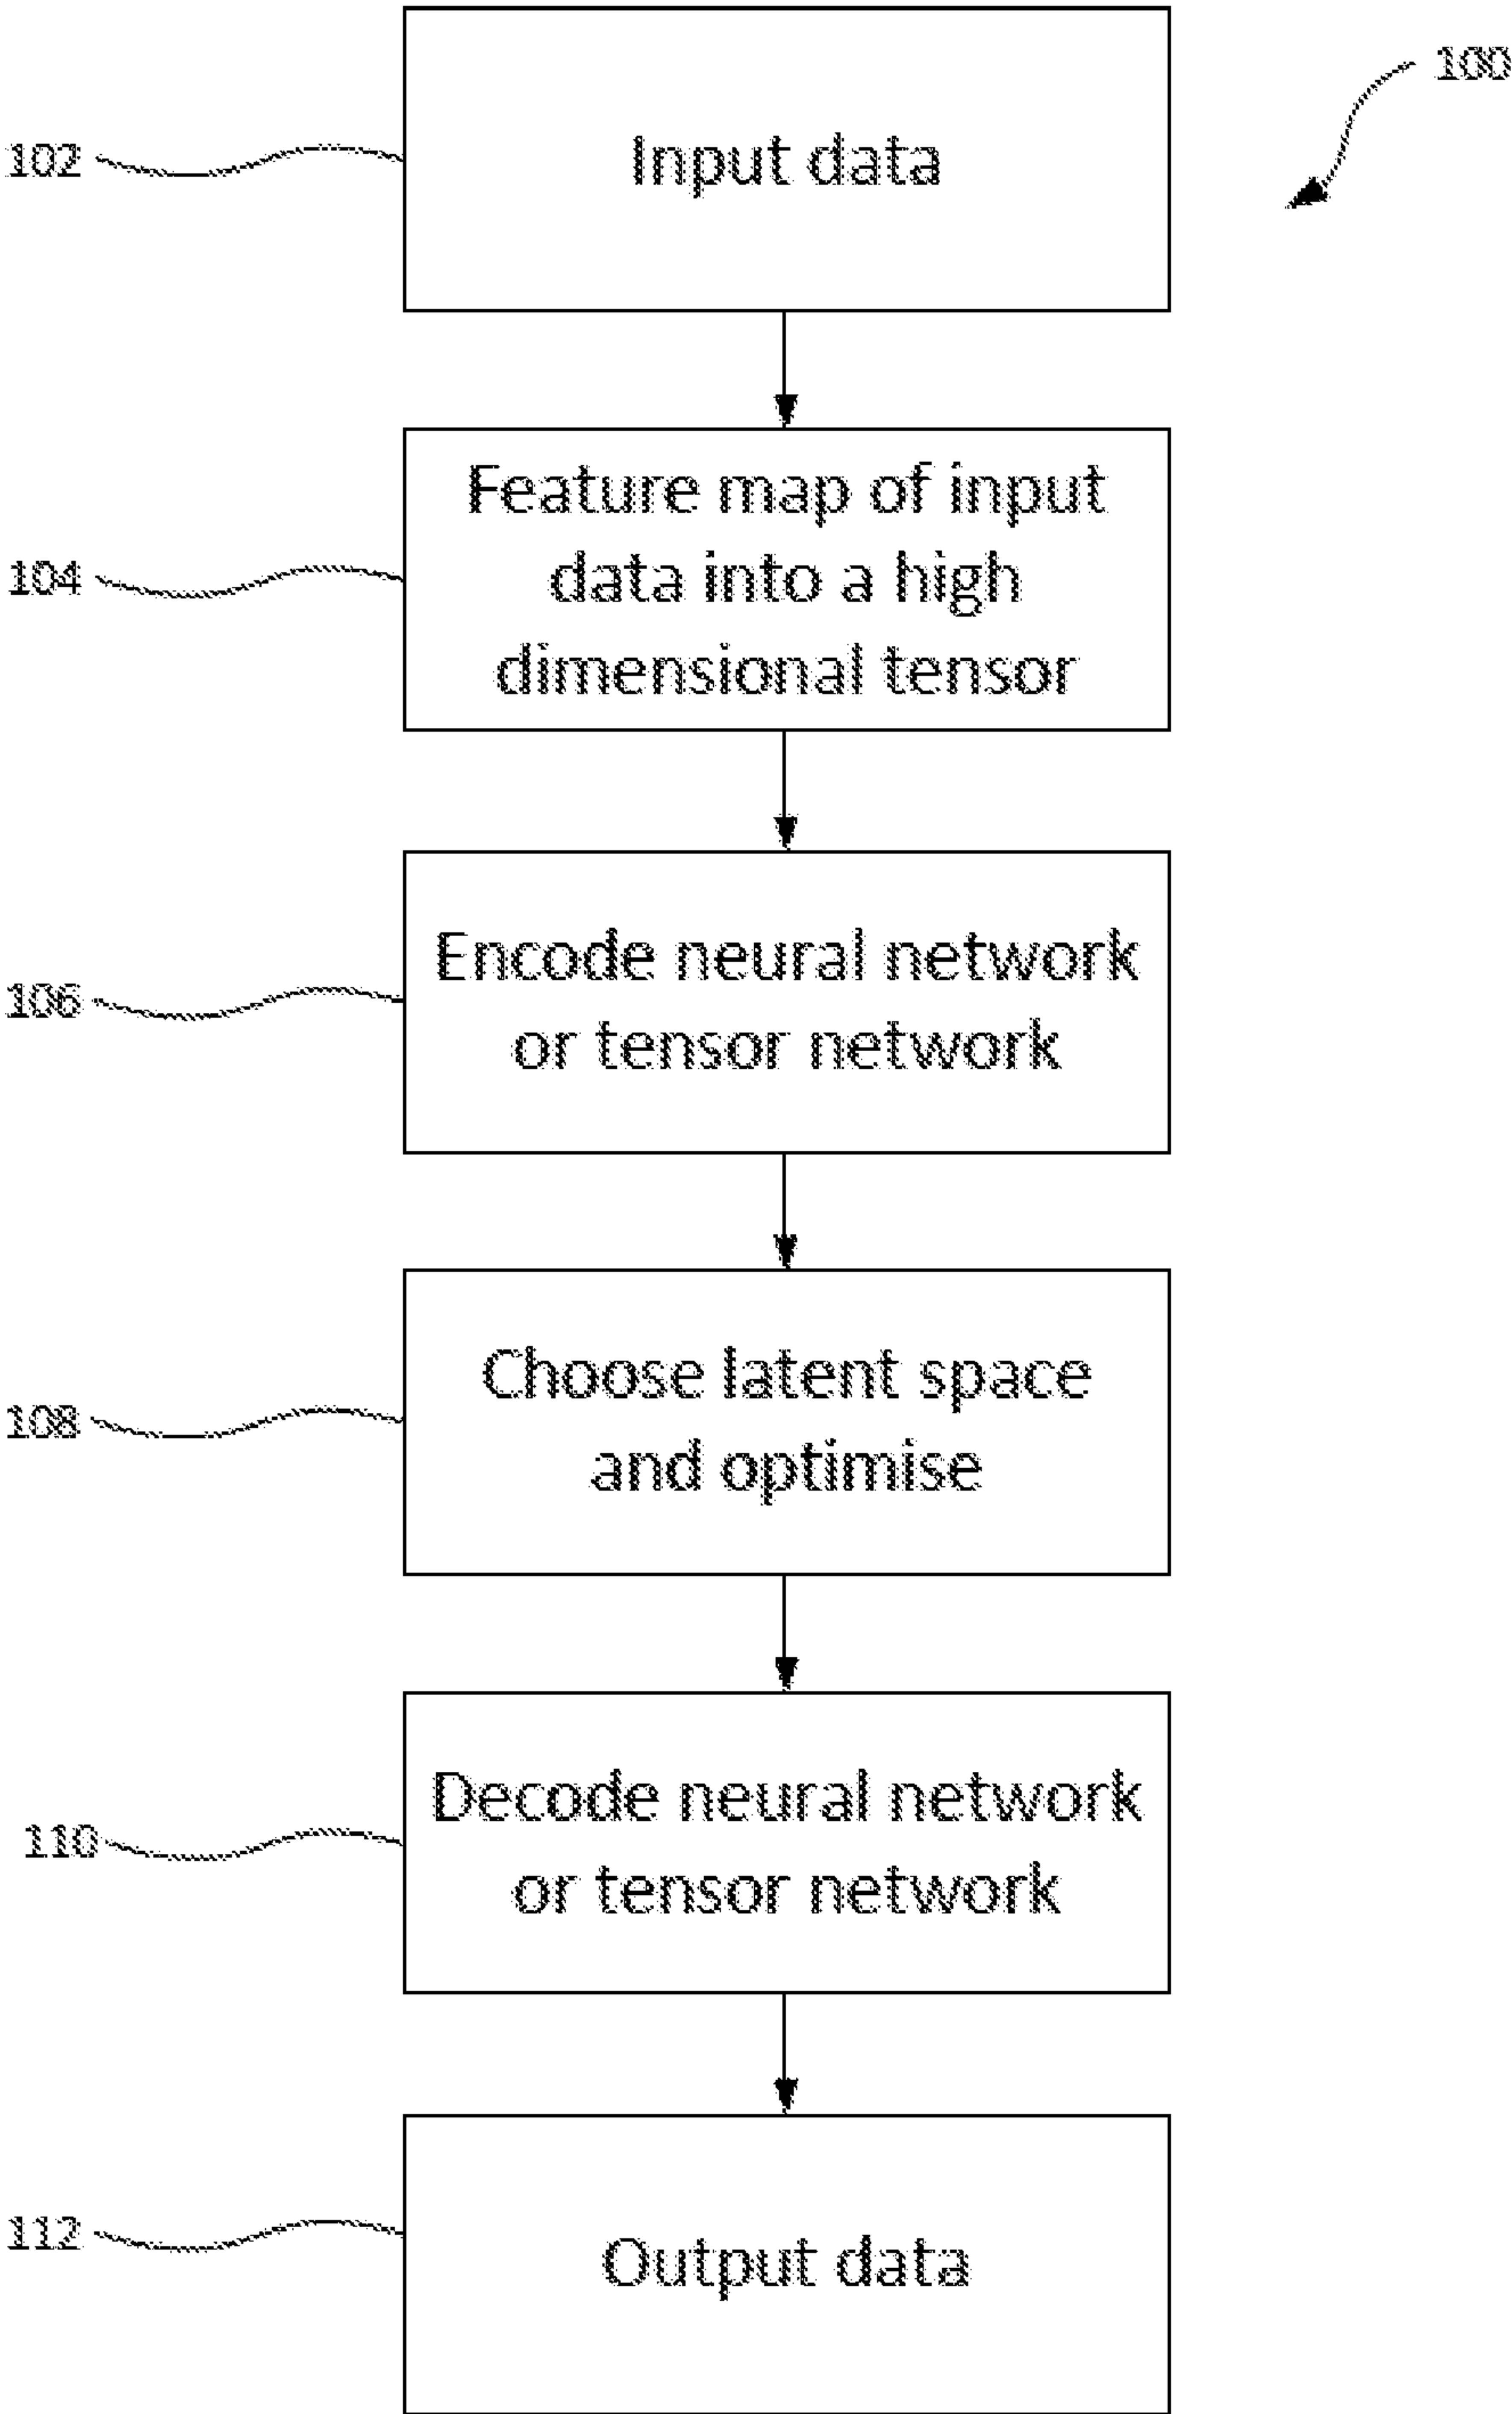 100
102
Input data
104
Feature map of input
data into a high
dimensional tensor
106
Encode neural network
or tensor network
108
Choose latent space
and optimise
110
Decode neural network
or tensor network
112
Output data